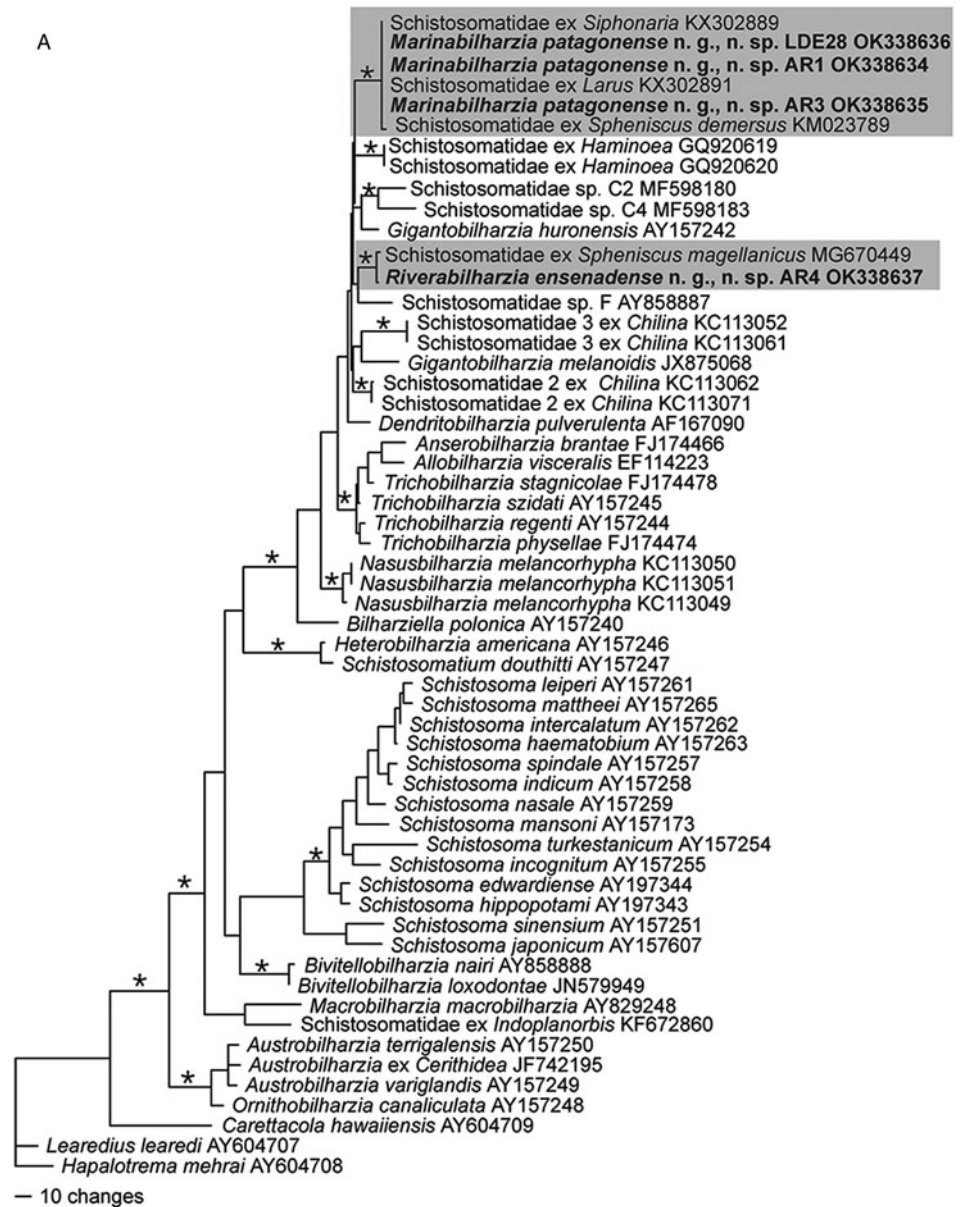 A
Schistosomatidae ex Siphonaria KX302889
Marinabilharzia patagonense n. g., n. sp. LDE28 OK338636
Marinabilharzia patagonense n. g., n. sp. AR1 OK338634
Schistosomatidae ex Larus KX302891
Marinabilharzia patagonense n. g., n. sp. AR3 OK338635
Schistosomatidae ex Spheniscus demersus KM023789
Schistosomatidae ex Haminoea GQ920619
Schistosomatidae ex Haminoea GQ920620
Schistosomatidae sp. C2 MF598180
Schistosomatidae sp. C4 MF598183
Gigantobilharzia huronensis AY157242
Schistosomatidae ex Spheniscus magellanicus MG670449
Riverabilharzia ensenadense n. g., n. sp. AR4 OK338637
Schistosomatidae sp. F AY858887
Schistosomatidae 3 ex Chilina KC113052
Schistosomatidae 3 ex Chilina KC113061
Gigantobilharzia melanoidis JX875068
Schistosomatidae 2 ex Chilina KC113062
Schistosomatidae 2 ex Chilina KC113071
Dendritobilharzia pulverulenta AF167090
Anserobilharzia brantae FJ174466
Allobilharzia visceralis EF114223
Trichobilharzia stagnicolae FJ174478
Trichobilharzia szidati AY157245
Trichobilharzia regenti AY157244
Trichobilharzia physellae FJ174474
Nasusbilharzia melancorhypha KC113050
Nasusbilharzia melancorhypha KC113051
Nasusbilharzia melancorhypha KC113049
Bilharziella polonica AY157240
Heterobilharzia americana AY157246
Schistosomatium douthitti AY157247
Schistosoma leiperi AY157261
Schistosoma mattheei AY157265
Schistosoma intercalatum AY157262
Schistosoma haematobium AY157263
Schistosoma spindale AY157257
Schistosoma indicum AY157258
Schistosoma nasale AY157259
Schistosoma mansoni AY157173
Schistosoma turkestanicum AY157254
Schistosoma incognitum AY157255
Schistosoma edwardiense AY197344
Schistosoma hippopotami AY197343
Schistosoma sinensium AY157251
Schistosoma japonicum AY157607
Bivitellobilharzia nairi AY858888
Bivitellobilharzia loxodontae JN579949
Macrobilharzia macrobilharzia AY829248
Schistosomatidae ex Indoplanorbis KF672860
Austrobilharzia terrigalensis AY157250
Austrobilharzia ex Cerithidea JF742195
Austrobilharzia variglandis AY157249
Ornithobilharzia canaliculata AY157248
Carettacola hawaiiensis AY604709
Learedius learedi AY604707
Hapalotrema mehrai AY604708
10 changes